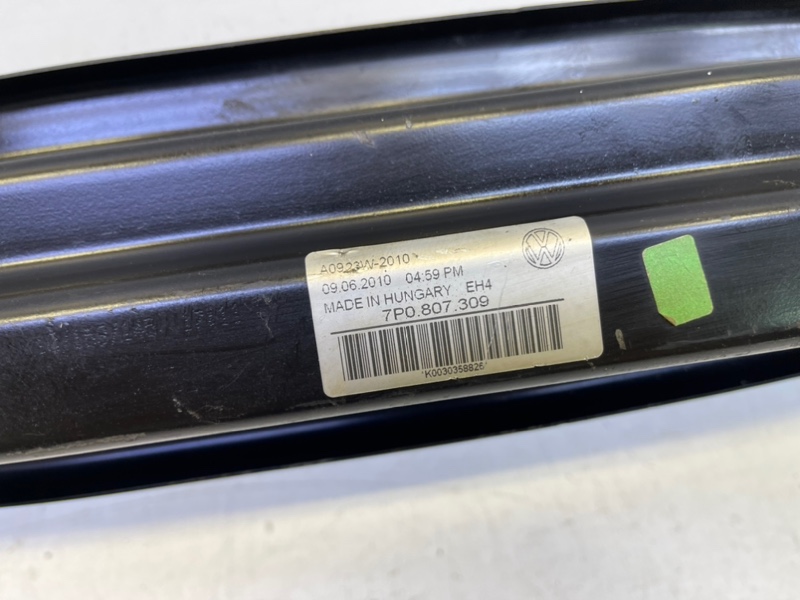 A0923W-2010
09.06.2010 04:59 PM
MADE IN HUNGARY EH4
7P0.807.309
*K0030358826*